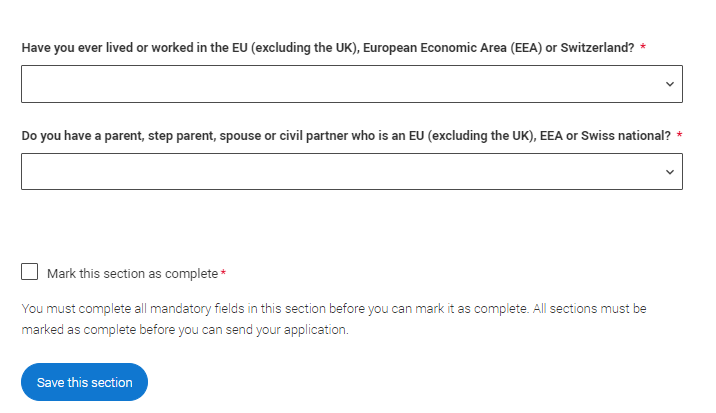 Have you ever lived or worked in the EU (excluding the UK), European Economic Area (EEA) or Switzerland? *
Do you have a parent, step parent, spouse or civil partner who is an EU (excluding the UK), EEA or Swiss national? *
Mark this section as complete *
You must complete all mandatory fields in this section before you can mark it as complete. All sections must be
marked as complete before you can send your application.
Save this section